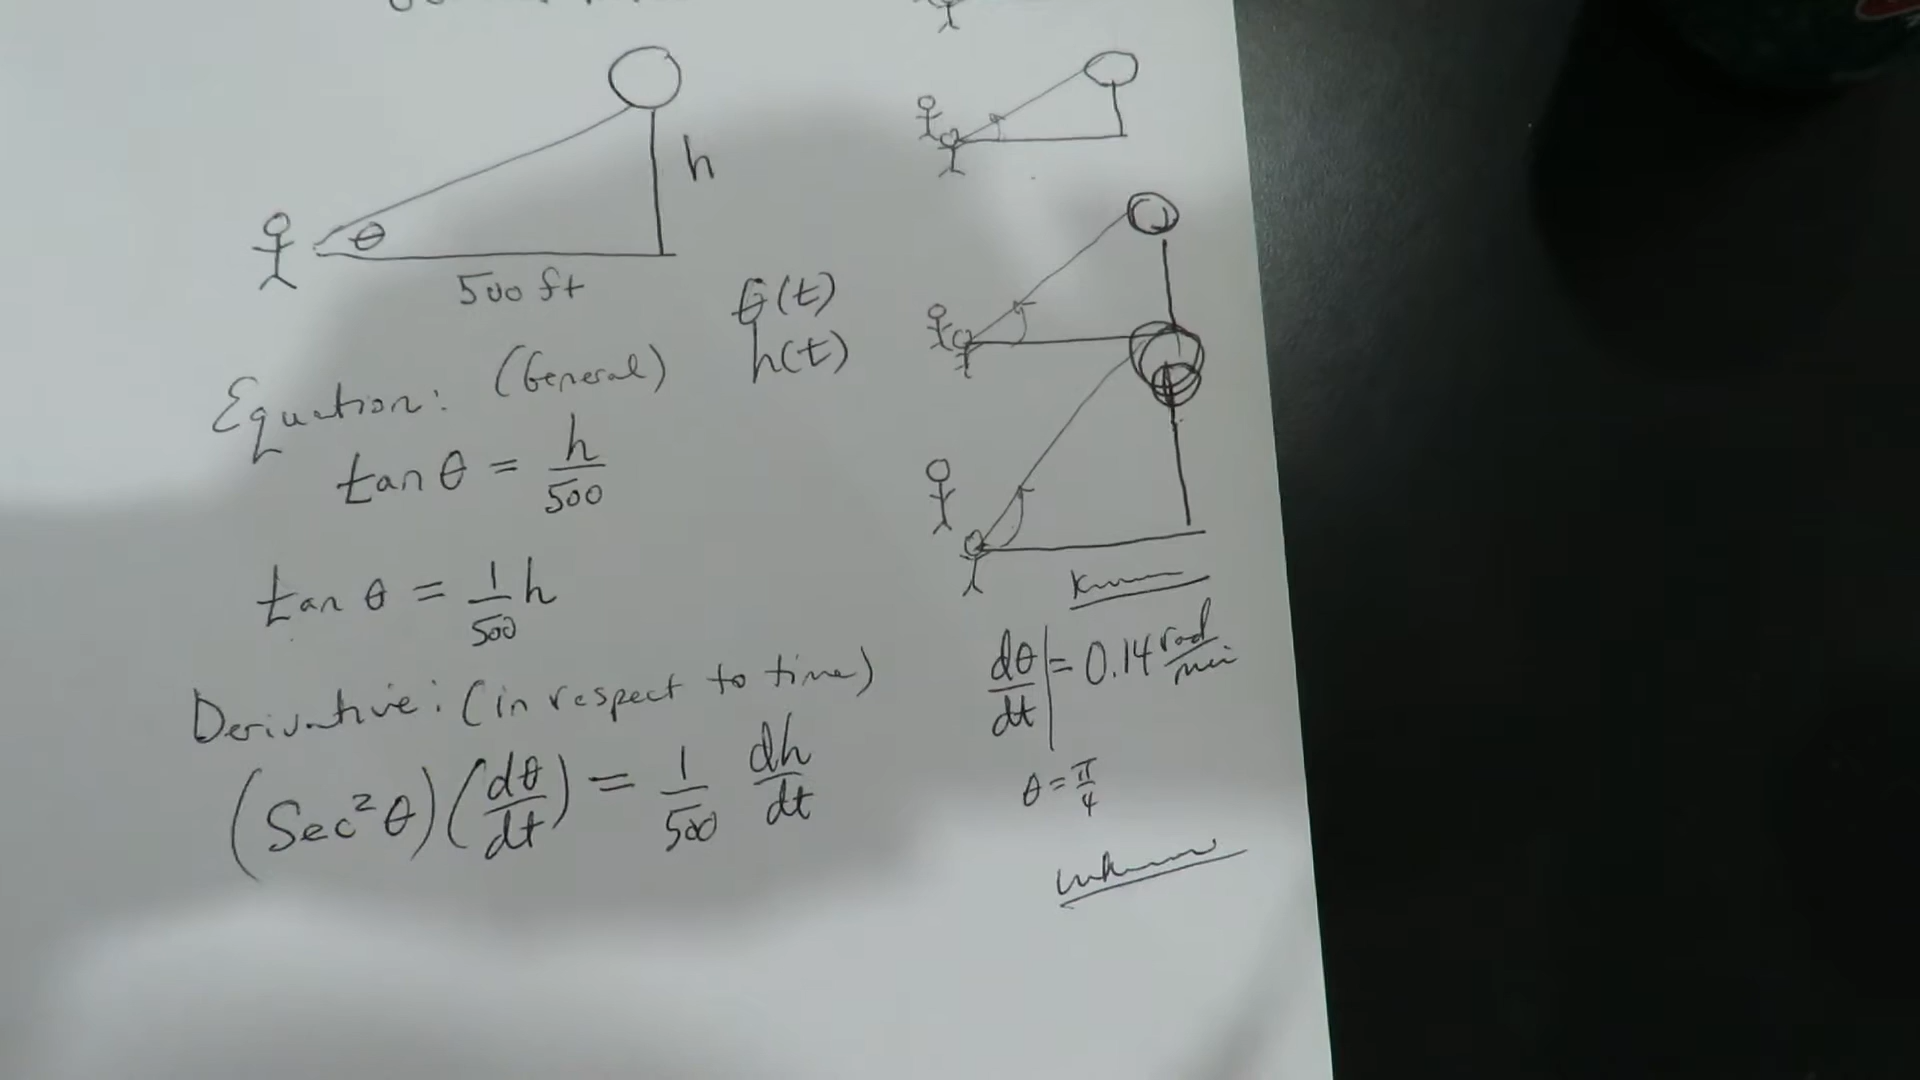 h
θ
500 ft
θ(t)
h(t)
Equation: (General)
tan θ = h/500
tan θ = 1/500 h
Derivative: (in respect to time)
(Sec²θ)(dθ/dt) = 1/500 dh/dt
dθ/dt| = 0.14 rad/min
θ = π/4